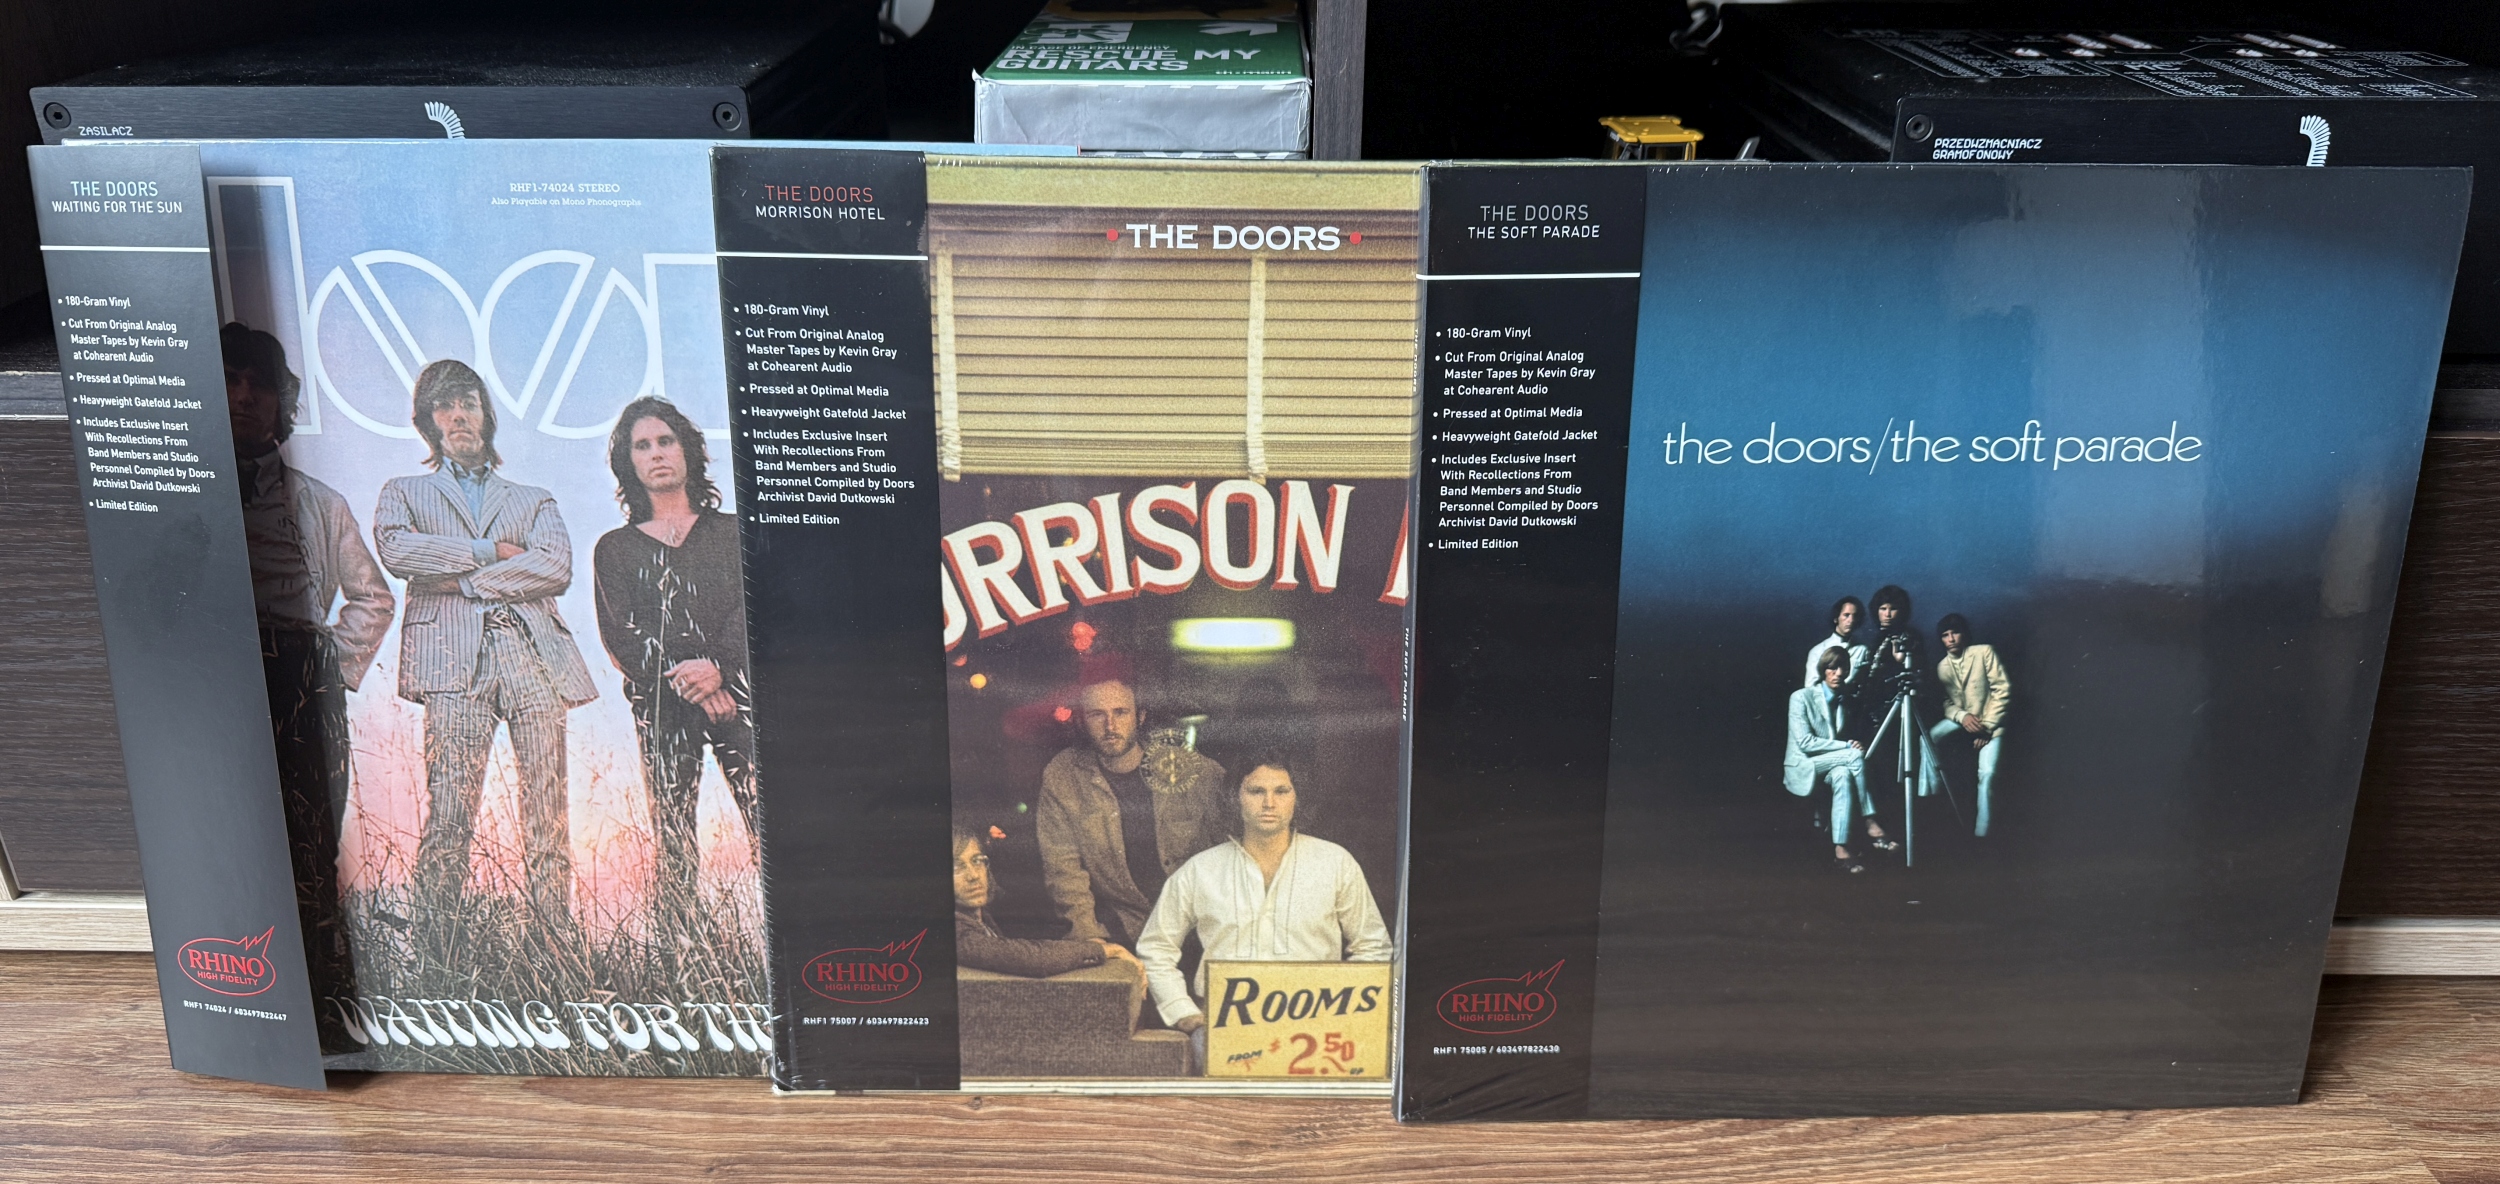 IN CASE OF EMERGENCY
RESCUE MY
GUITARS
th•mann
ZASILACZ
PRZEDWZMACNIACZ
GRAMOFONOWY
THE DOORS
WAITING FOR THE SUN
• 180-Gram Vinyl
• Cut From Original Analog
Master Tapes by Kevin Gray
at Cohearent Audio
• Pressed at Optimal Media
• Heavyweight Gatefold Jacket
• Includes Exclusive Insert
With Recollections From
Band Members and Studio
Personnel Compiled by Doors
Archivist David Dutkowski
• Limited Edition
RHINO
HIGH FIDELITY
RHF1 74024 / 603497822447
RHF1-74024 STEREO
Also Playable on Mono Phonographs
WAITING FOR TH
THE DOORS
MORRISON HOTEL
• 180-Gram Vinyl
• Cut From Original Analog
Master Tapes by Kevin Gray
at Cohearent Audio
• Pressed at Optimal Media
• Heavyweight Gatefold Jacket
• Includes Exclusive Insert
With Recollections From
Band Members and Studio
Personnel Compiled by Doors
Archivist David Dutkowski
• Limited Edition
RHINO
HIGH FIDELITY
RHF1 75007 / 603497822423
• THE DOORS •
ORRISON
ROOMS
FROM $2.50 UP
THE SOFT PARADE
THE DOORS
THE SOFT PARADE
• 180-Gram Vinyl
• Cut From Original Analog
Master Tapes by Kevin Gray
at Cohearent Audio
• Pressed at Optimal Media
• Heavyweight Gatefold Jacket
• Includes Exclusive Insert
With Recollections From
Band Members and Studio
Personnel Compiled by Doors
Archivist David Dutkowski
• Limited Edition
RHINO
HIGH FIDELITY
RHF1 75005 / 603497822430
the doors/the soft parade